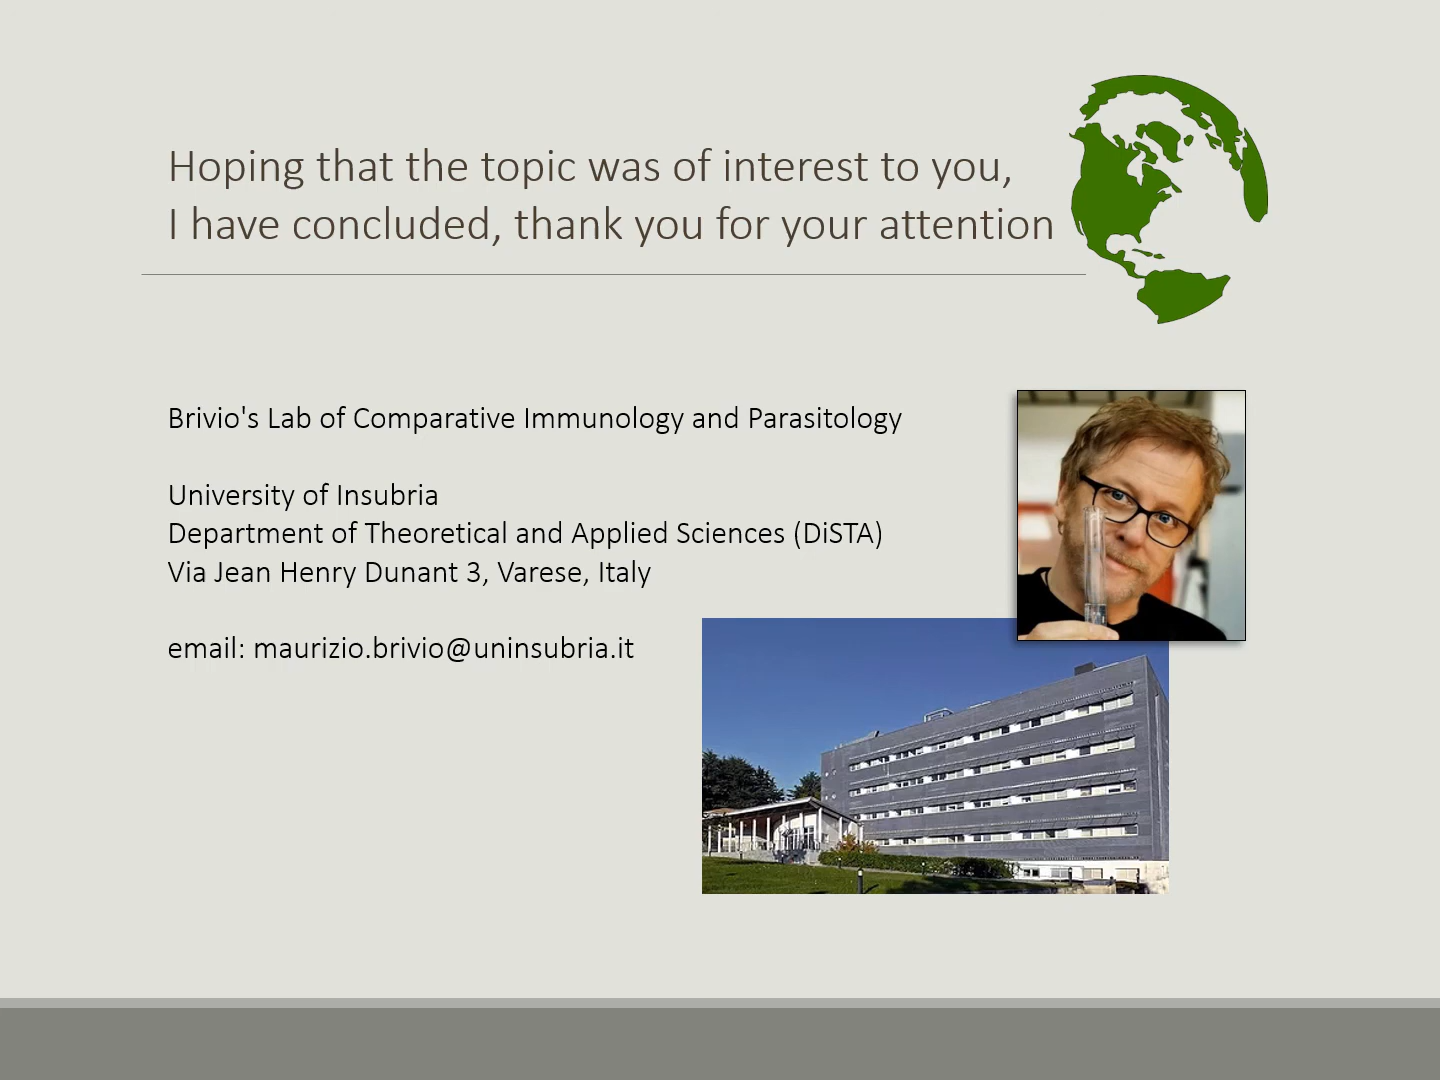 Hoping that the topic was of interest to you,
I have concluded, thank you for your attention
Brivio's Lab of Comparative Immunology and Parasitology
University of Insubria
Department of Theoretical and Applied Sciences (DiSTA)
Via Jean Henry Dunant 3, Varese, Italy
email: maurizio.brivio@uninsubria.it